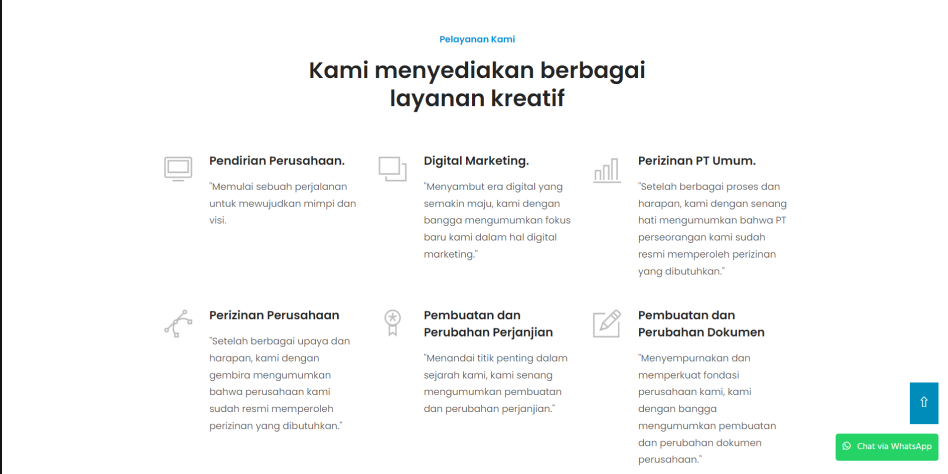 Pelayanan Kami
Kami menyediakan berbagai
layanan kreatif
Pendirian Perusahaan.
"Memulai sebuah perjalanan
untuk mewujudkan mimpi dan
visi.
Digital Marketing.
"Menyambut era digital yang
semakin maju, kami dengan
bangga mengumumkan fokus
baru kami dalam hal digital
marketing."
Perizinan PT Umum.
"Setelah berbagai proses dan
harapan, kami dengan senang
hati mengumumkan bahwa PT
perseorangan kami sudah
resmi memperoleh perizinan
yang dibutuhkan."
Perizinan Perusahaan
"Setelah berbagai upaya dan
harapan, kami dengan
gembira mengumumkan
bahwa perusahaan kami
sudah resmi memperoleh
perizinan yang dibutuhkan."
Pembuatan dan
Perubahan Perjanjian
"Menandai titik penting dalam
sejarah kami, kami senang
mengumumkan pembuatan
dan perubahan perjanjian."
Pembuatan dan
Perubahan Dokumen
"Menyempurnakan dan
memperkuat fondasi
perusahaan kami, kami
dengan bangga
mengumumkan pembuatan
dan perubahan dokumen
perusahaan."
⇧
Chat via WhatsApp